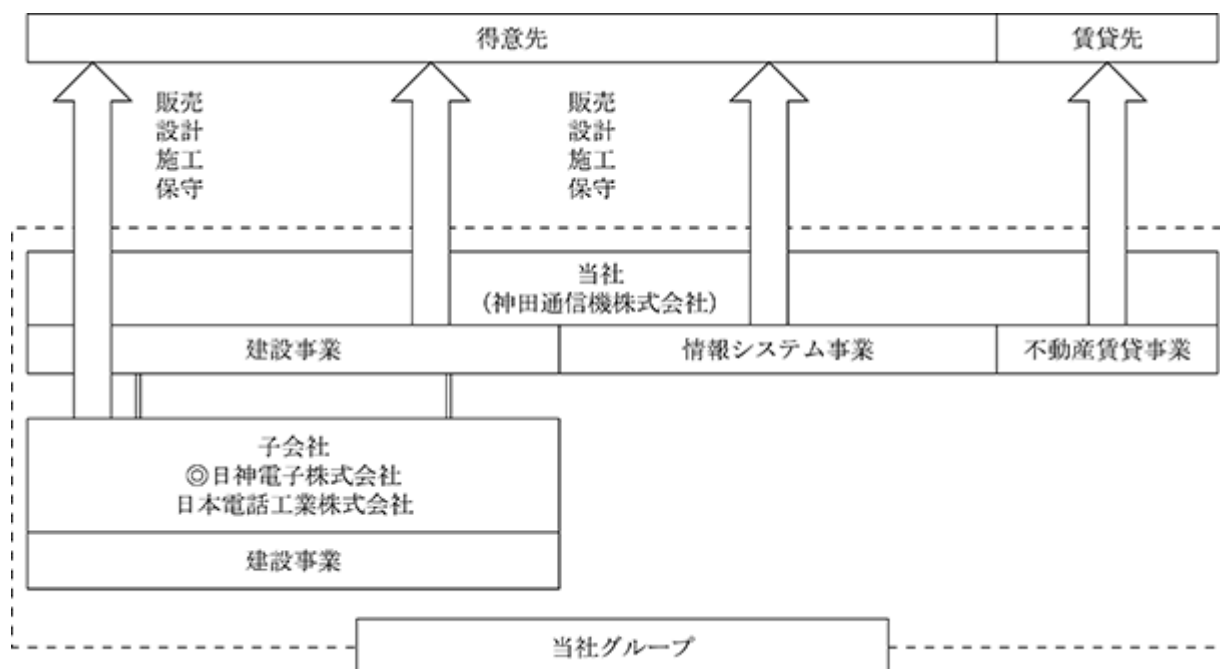 得意先
賃貸先
販売
設計
施工
保守
販売
設計
施工
保守
当社
(神田通信機株式会社)
建設事業
情報システム事業
不動産賃貸事業
子会社
◎日神電子株式会社
日本電話工業株式会社
建設事業
当社グループ